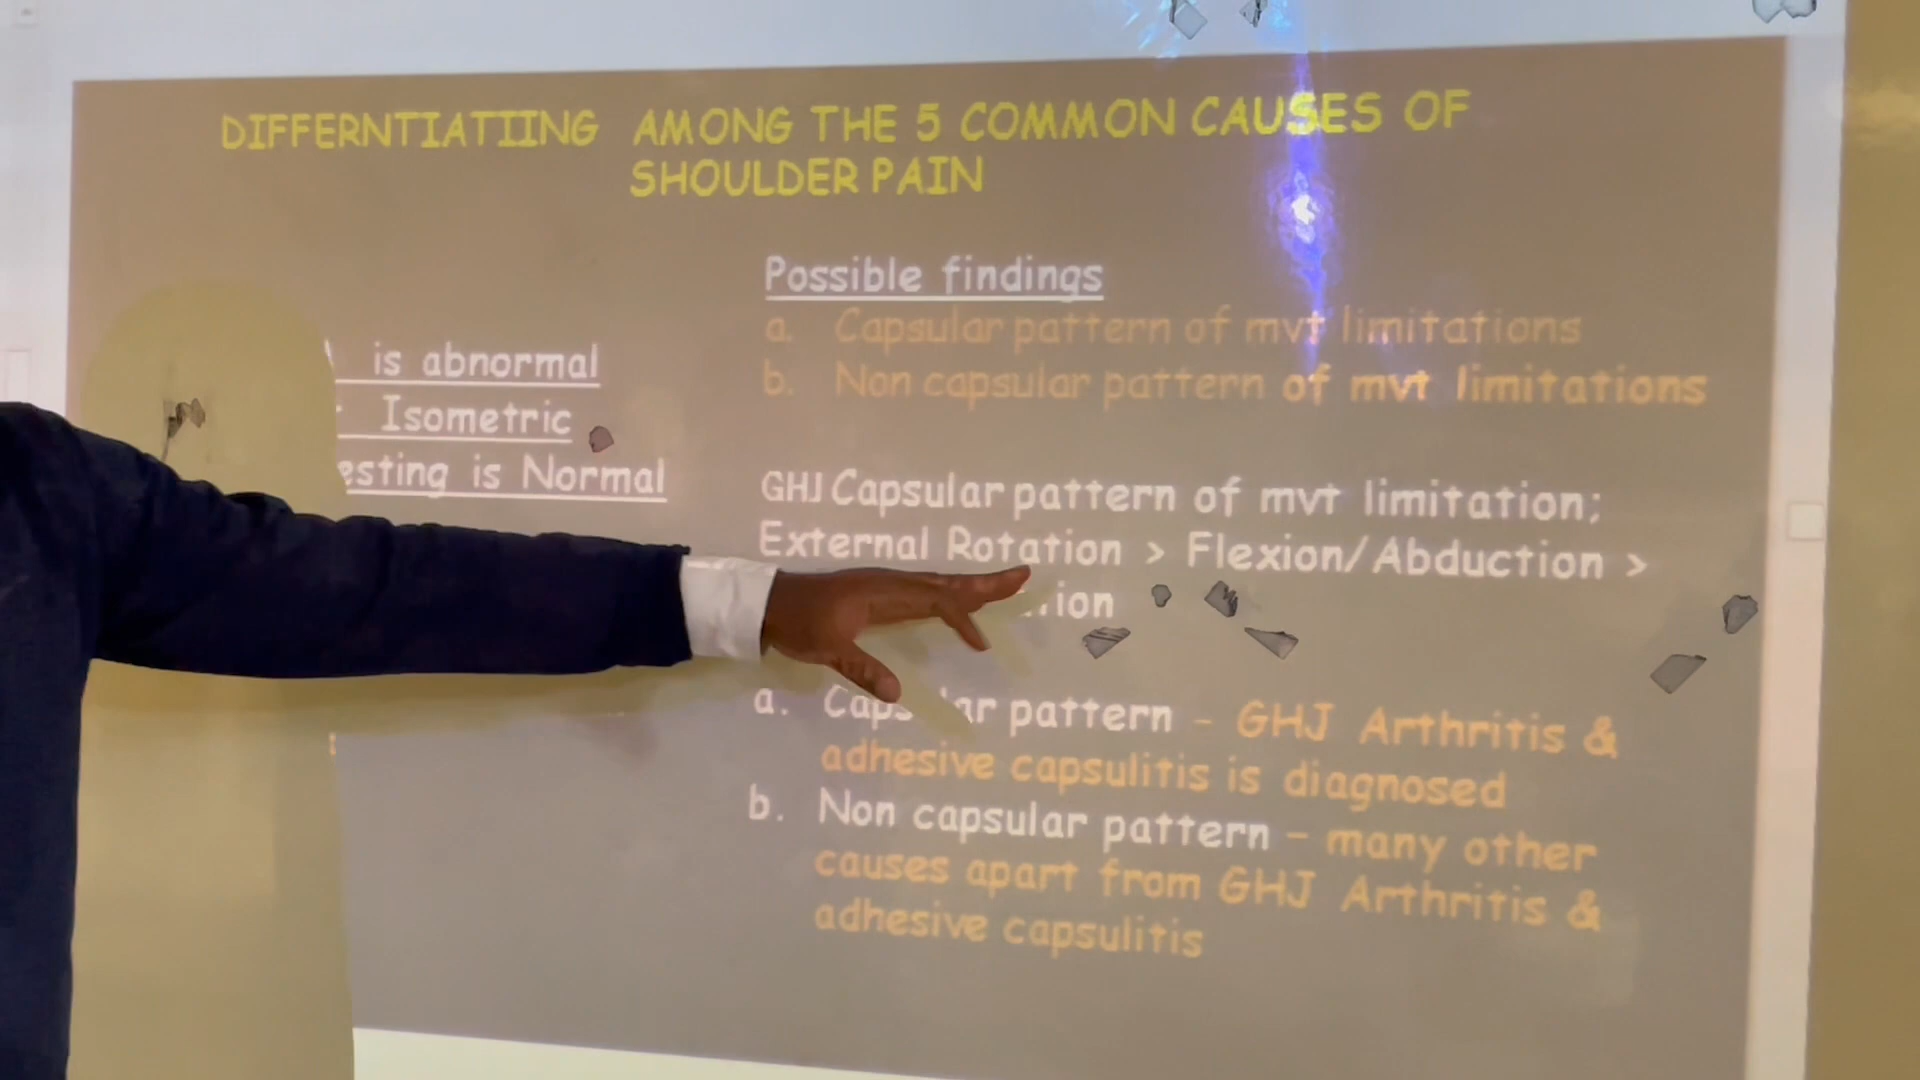 DIFFERNTIATIING AMONG THE 5 COMMON CAUSES OF
SHOULDER PAIN
is abnormal
Isometric
is Normal
Possible findings
a. Capsular pattern of mvt limitations
b. Non capsular pattern of mvt limitations
GHJ Capsular pattern of mvt limitation;
External Rotation > Flexion/Abduction >
a. pattern - GHJ Arthritis &
adhesive capsulitis is diagnosed
b. Non capsular pattern - many other
causes apart from GHJ Arthritis &
adhesive capsulitis